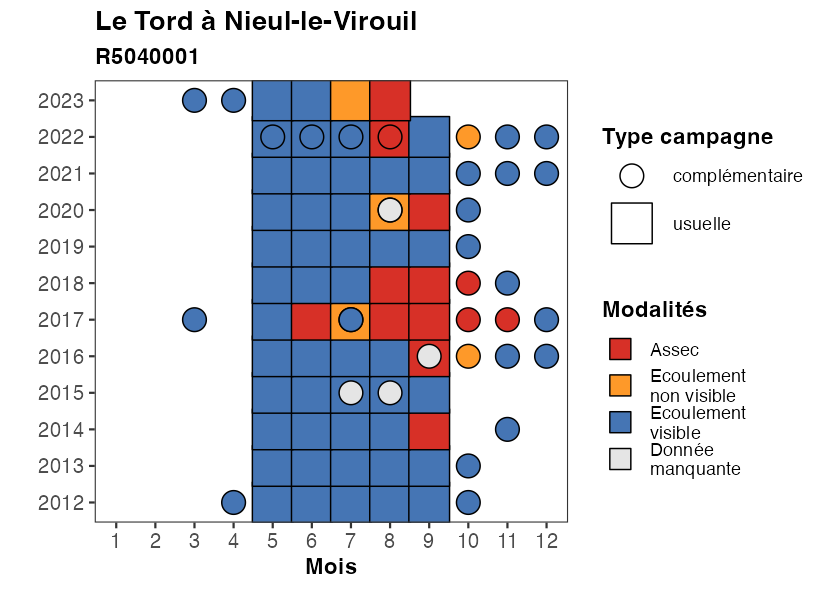 Le Tord à Nieul-le-Virouil
R5040001
2023
2022
2021
2020
2019
2018
2017
2016
2015
2014
2013
2012
1 2 3 4 5 6 7 8 9 10 11 12
Mois
Type campagne
complémentaire
usuelle
Modalités
Assec
Ecoulement
non visible
Ecoulement
visible
Donnée
manquante